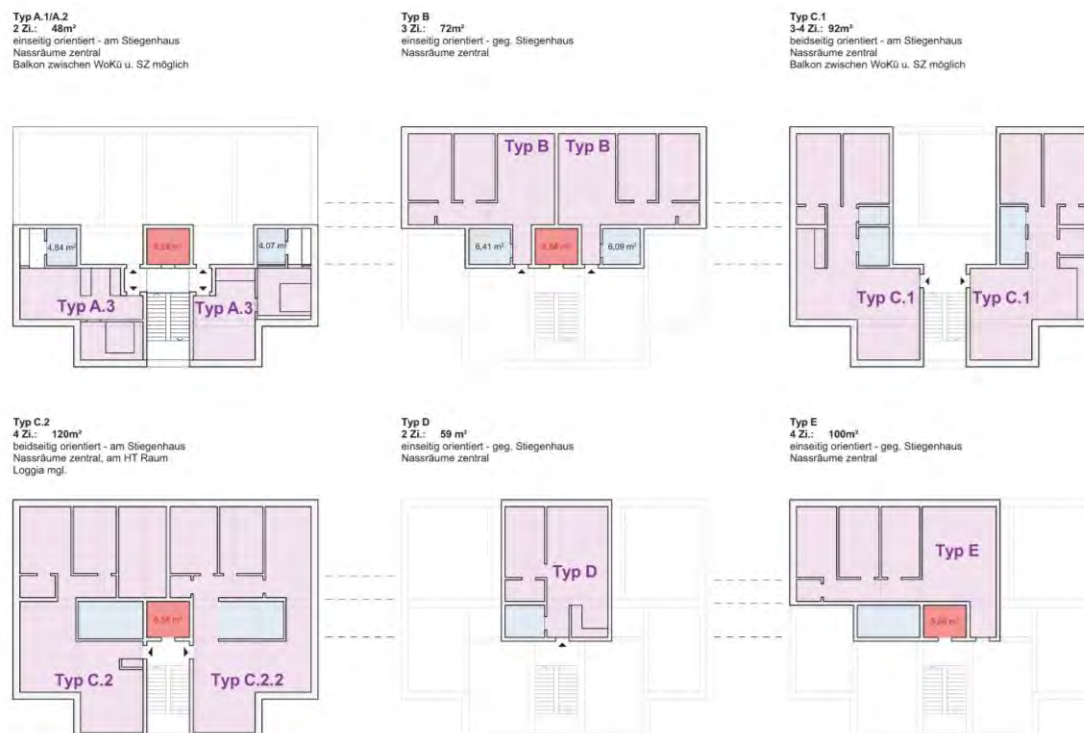 Typ A.1/A.2
2 Zi.: 48m²
einseitig orientiert - am Stiegenhaus
Nassräume zentral
Balkon zwischen WoKü u. SZ möglich
Typ B
3 Zi.: 72m²
einseitig orientiert - geg. Stiegenhaus
Nassräume zentral
Typ C.1
3-4 Zi.: 92m²
beidseitig orientiert - am Stiegenhaus
Nassräume zentral
Balkon zwischen WoKü u. SZ möglich
4,84 m²
4,07 m²
Typ A.3
Typ A.3
Typ B
Typ B
6,41 m²
6,09 m²
Typ C.1
Typ C.1
Typ C.2
4 Zi.: 120m²
beidseitig orientiert - am Stiegenhaus
Nassräume zentral, am HT Raum
Loggia mgl.
Typ D
2 Zi.: 59 m²
einseitig orientiert - geg. Stiegenhaus
Nassräume zentral
Typ E
4 Zi.: 100m²
einseitig orientiert - geg. Stiegenhaus
Nassräume zentral
Typ C.2
Typ C.2.2
Typ D
Typ E